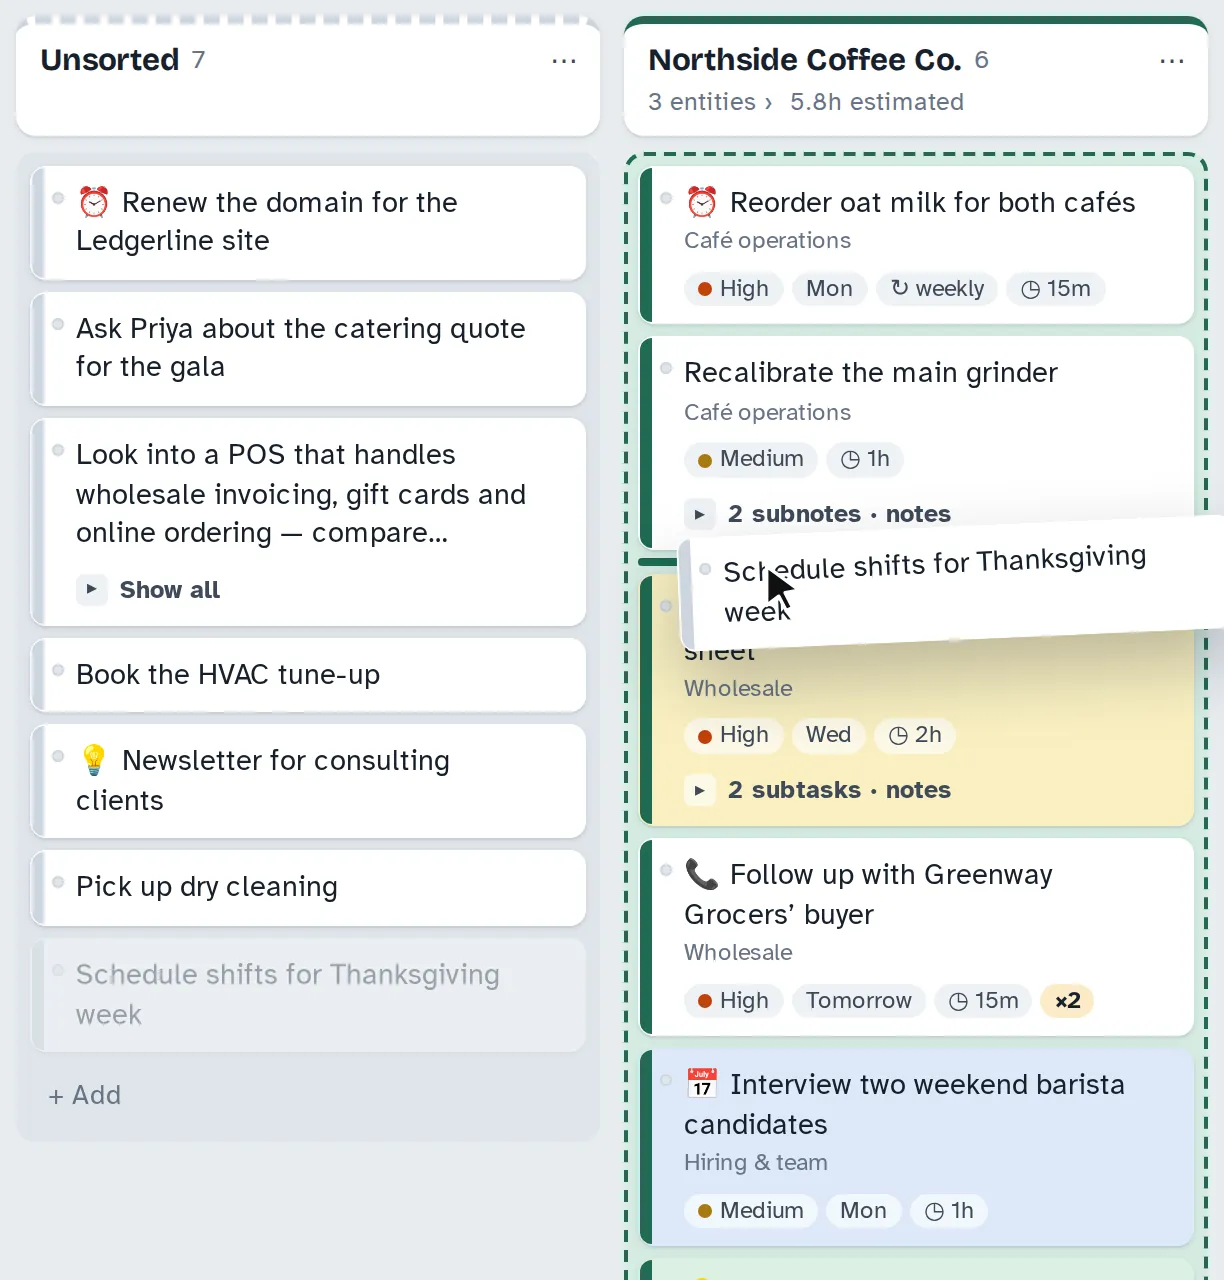 Unsorted 7 ...
⏰ Renew the domain for the
Ledgerline site
Ask Priya about the catering quote
for the gala
Look into a POS that handles
wholesale invoicing, gift cards and
online ordering — compare...
▸ Show all
Book the HVAC tune-up
💡 Newsletter for consulting
clients
Pick up dry cleaning
Schedule shifts for Thanksgiving
week
+ Add
Northside Coffee Co. 6 ...
3 entities › 5.8h estimated
⏰ Reorder oat milk for both cafés
Café operations
High Mon ↻ weekly ◷ 15m
Recalibrate the main grinder
Café operations
Medium ◷ 1h
▸ 2 subnotes · notes
Schedule shifts for Thanksgiving
week
sheet
Wholesale
High Wed ◷ 2h
▸ 2 subtasks · notes
📞 Follow up with Greenway
Grocers’ buyer
Wholesale
High Tomorrow ◷ 15m ×2
📅 Interview two weekend barista
candidates
Hiring & team
Medium Mon ◷ 1h